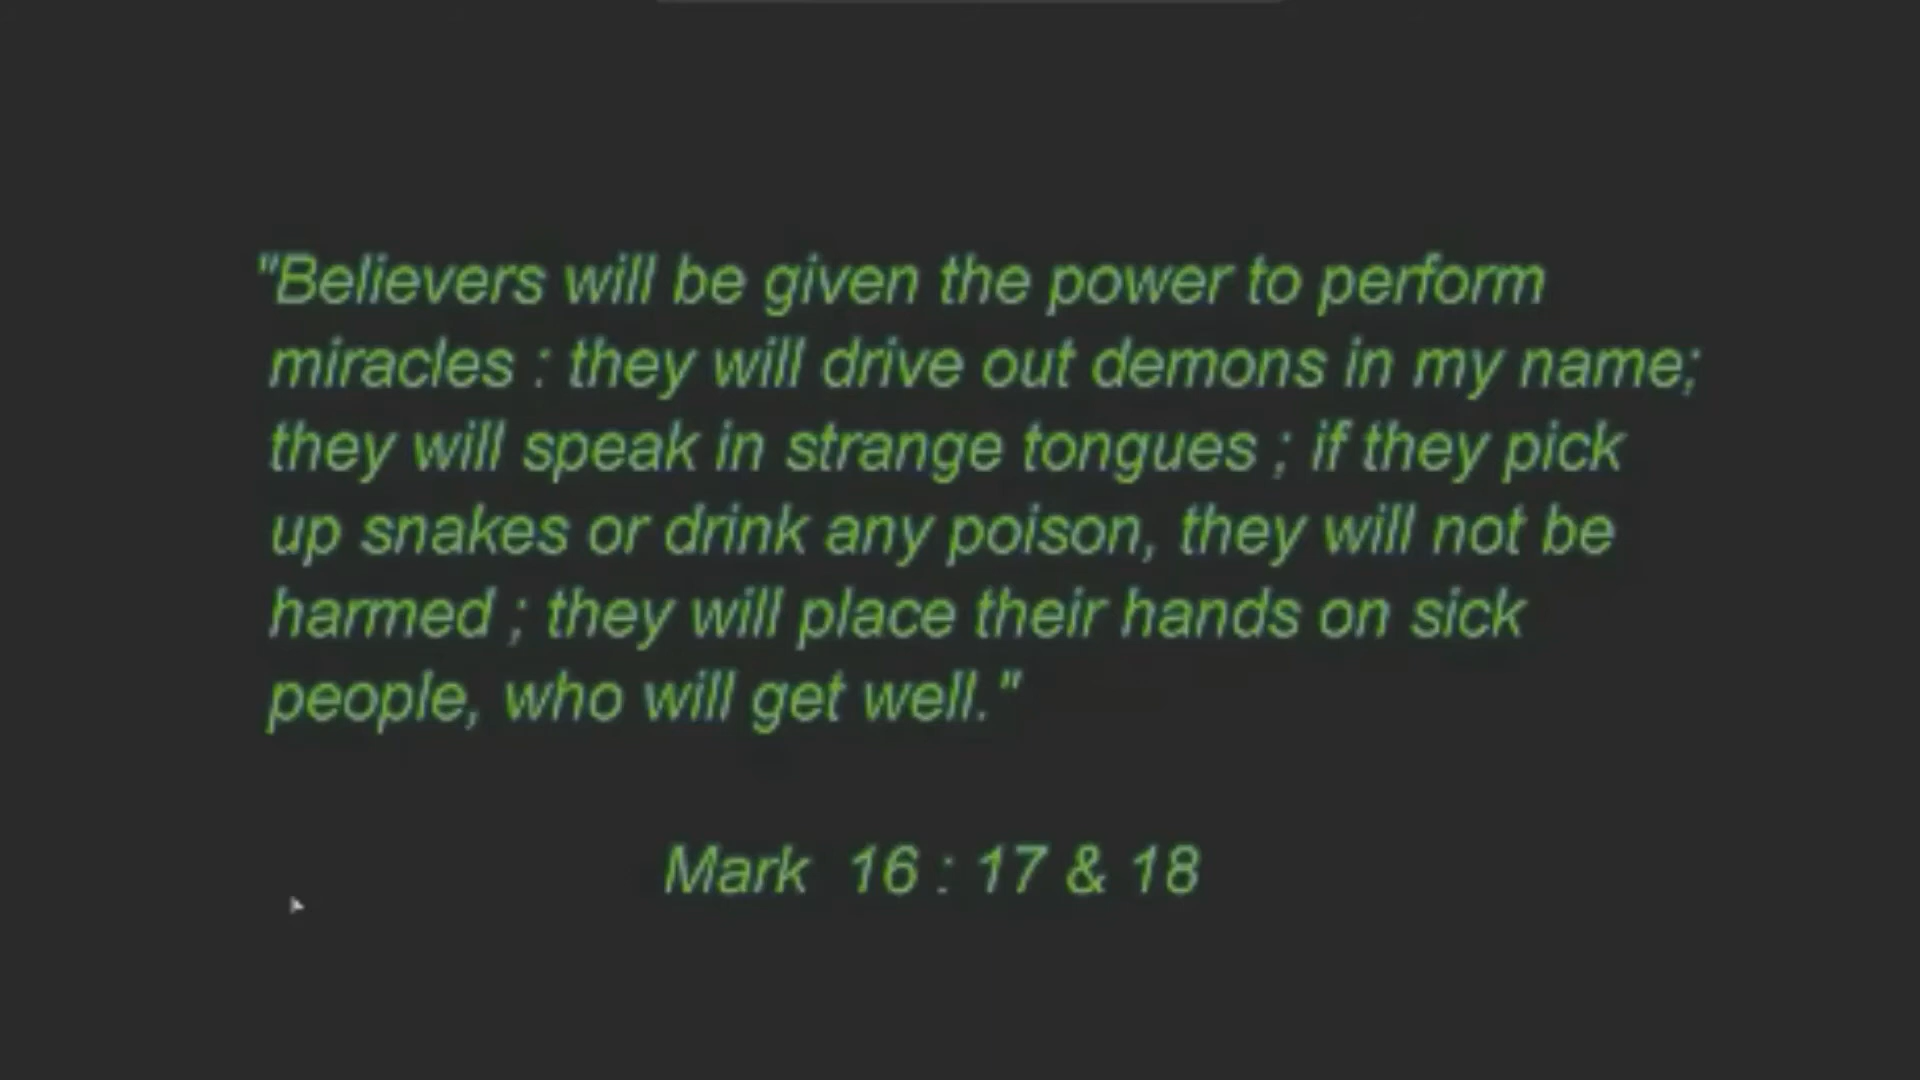 "Believers will be given the power to perform
miracles : they will drive out demons in my name;
they will speak in strange tongues ; if they pick
up snakes or drink any poison, they will not be
harmed ; they will place their hands on sick
people, who will get well."
Mark 16 : 17 & 18